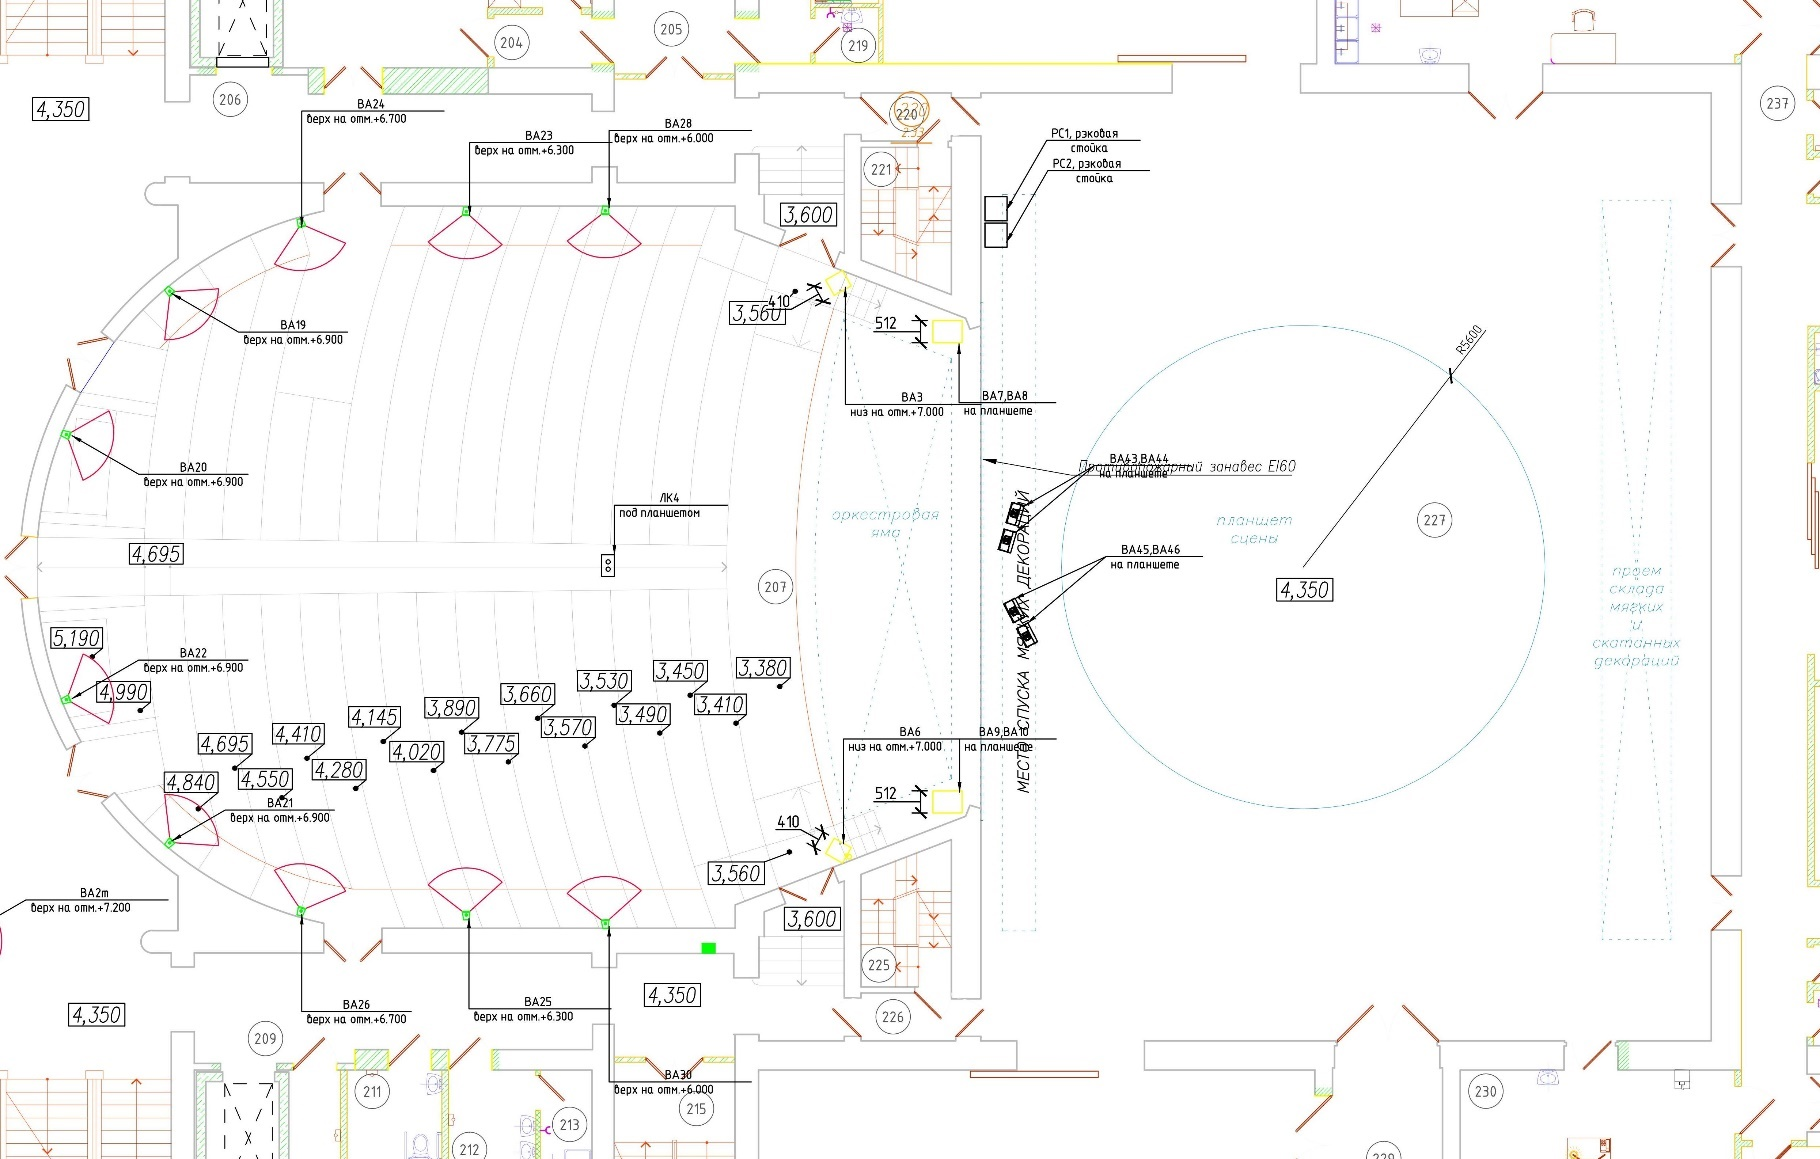 204
205
219
206
4,350
ВА24
верх на отм.+6.700
ВА23
верх на отм.+6.300
ВА28
верх на отм.+6.000
220
221
237
РС1, рэковая
стойка
РС2, рэковая
стойка
3,600
3,560
410
512
ВА19
верх на отм.+6.900
R5600
ВА3
низ на отм.+7.000
ВА7,ВА8
на планшете
ВА20
верх на отм.+6.900
ВА43,ВА44
на планшете
Противопожарный занавес EI60
ЛК4
под планшетом
оркестровая
яма
планшет
сцены
227
4,695
ВА45,ВА46
на планшете
207
4,350
проем
склада
мягких
и
скатанных
декораций
МЕСТО СПУСКА МЯГКИХ ДЕКОРАЦИЙ
5,190
ВА22
верх на отм.+6.900
4,990
3,380
3,450
3,410
3,530
3,490
3,660
3,570
3,890
3,775
4,145
4,020
4,410
4,280
4,695
4,550
4,840
ВА21
верх на отм.+6.900
ВА6
низ на отм.+7.000
ВА9,ВА10
на планшете
512
410
3,560
ВА2т
верх на отм.+7.200
3,600
225
4,350
4,350
ВА26
верх на отм.+6.700
ВА25
верх на отм.+6.300
226
209
ВА30
верх на отм.+6.000
211
215
213
212
230